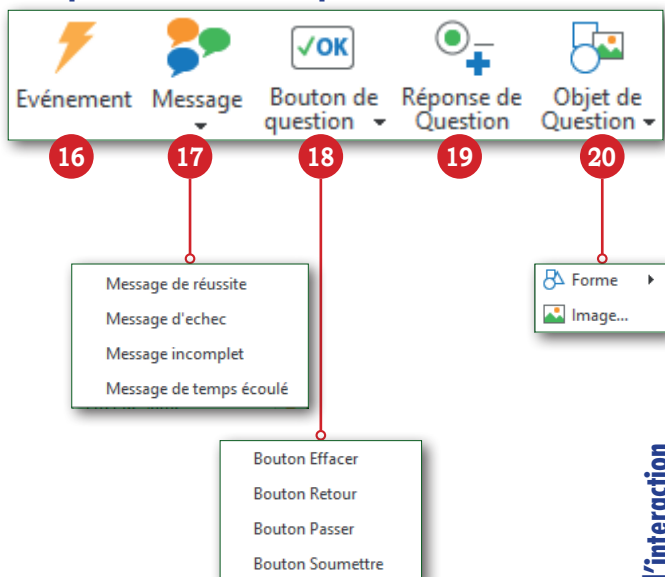 OK
Evénement Message Bouton de question Réponse de Question Objet de Question
16 17 18 19 20
Message de réussite
Message d'echec
Message incomplet
Message de temps écoulé
Forme
Image...
Bouton Effacer
Bouton Retour
Bouton Passer
Bouton Soumettre
l'interaction